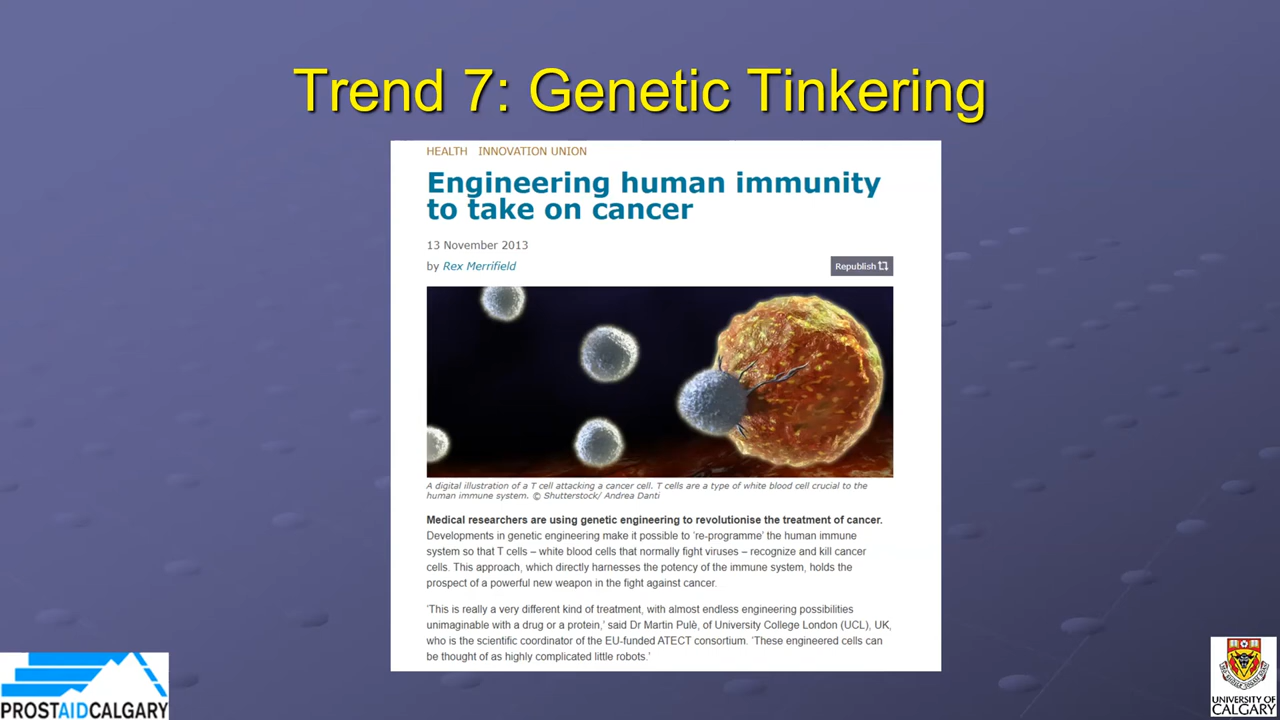 Trend 7: Genetic Tinkering
HEALTH INNOVATION UNION
Engineering human immunity
to take on cancer
13 November 2013
by Rex Merrifield
Republish
A digital illustration of a T cell attacking a cancer cell. T cells are a type of white blood cell crucial to the
human immune system. © Shutterstock/ Andrea Danti
Medical researchers are using genetic engineering to revolutionise the treatment of cancer.
Developments in genetic engineering make it possible to ‘re-programme’ the human immune
system so that T cells – white blood cells that normally fight viruses – recognize and kill cancer
cells. This approach, which directly harnesses the potency of the immune system, holds the
prospect of a powerful new weapon in the fight against cancer.
‘This is really a very different kind of treatment, with almost endless engineering possibilities
unimaginable with a drug or a protein,’ said Dr Martin Pulè, of University College London (UCL), UK,
who is the scientific coordinator of the EU-funded ATECT consortium. ‘These engineered cells can
be thought of as highly complicated little robots.’
PROSTAIDCALGARY
UNIVERSITY OF
CALGARY